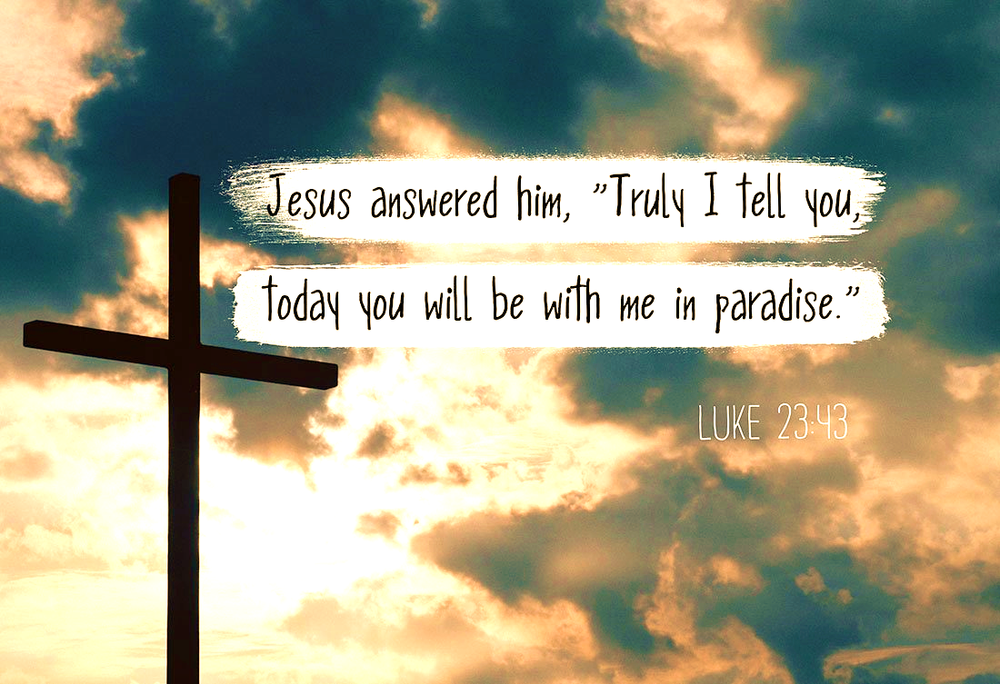 Jesus answered him, ”Truly I tell you,
today you will be with me in paradise.”
LUKE 23:43